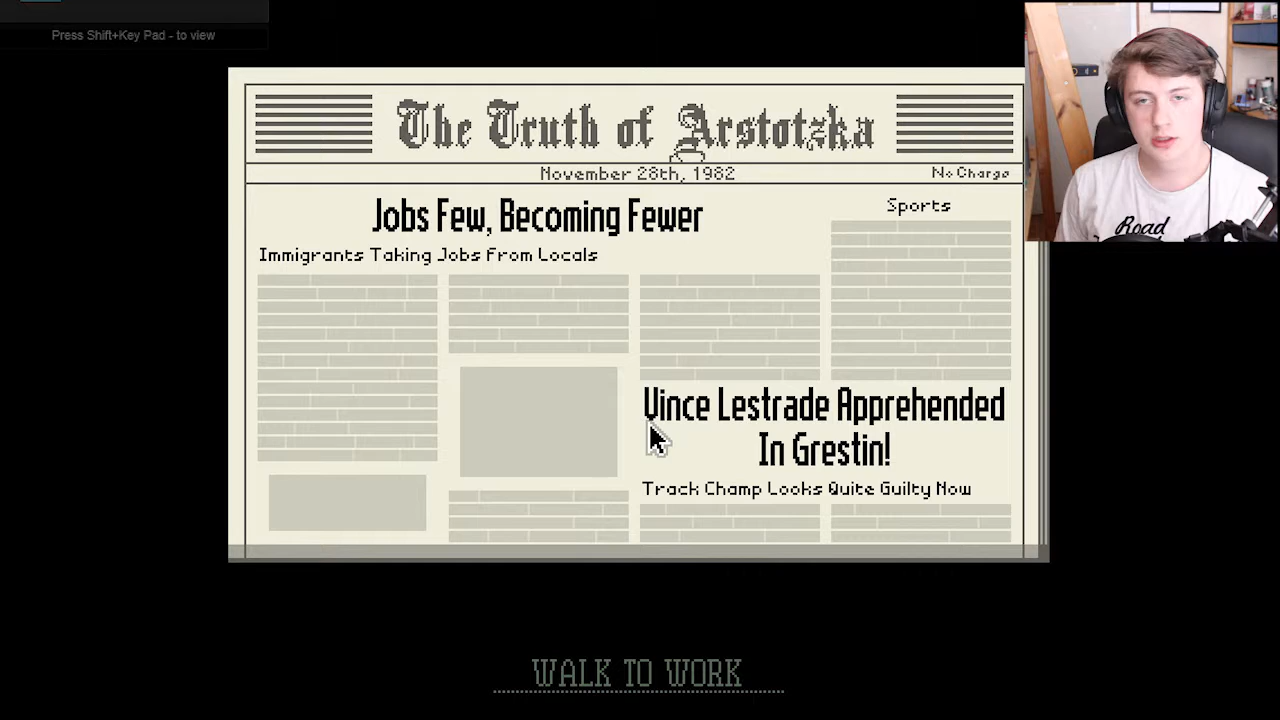 Press Shift+Key Pad - to view
The Truth of Arstotzka
November 28th, 1982
No Charge
Jobs Few, Becoming Fewer
Immigrants Taking Jobs From Locals
Sports
Vince Lestrade Apprehended
In Grestin!
Track Champ Looks Quite Guilty Now
WALK TO WORK
Road